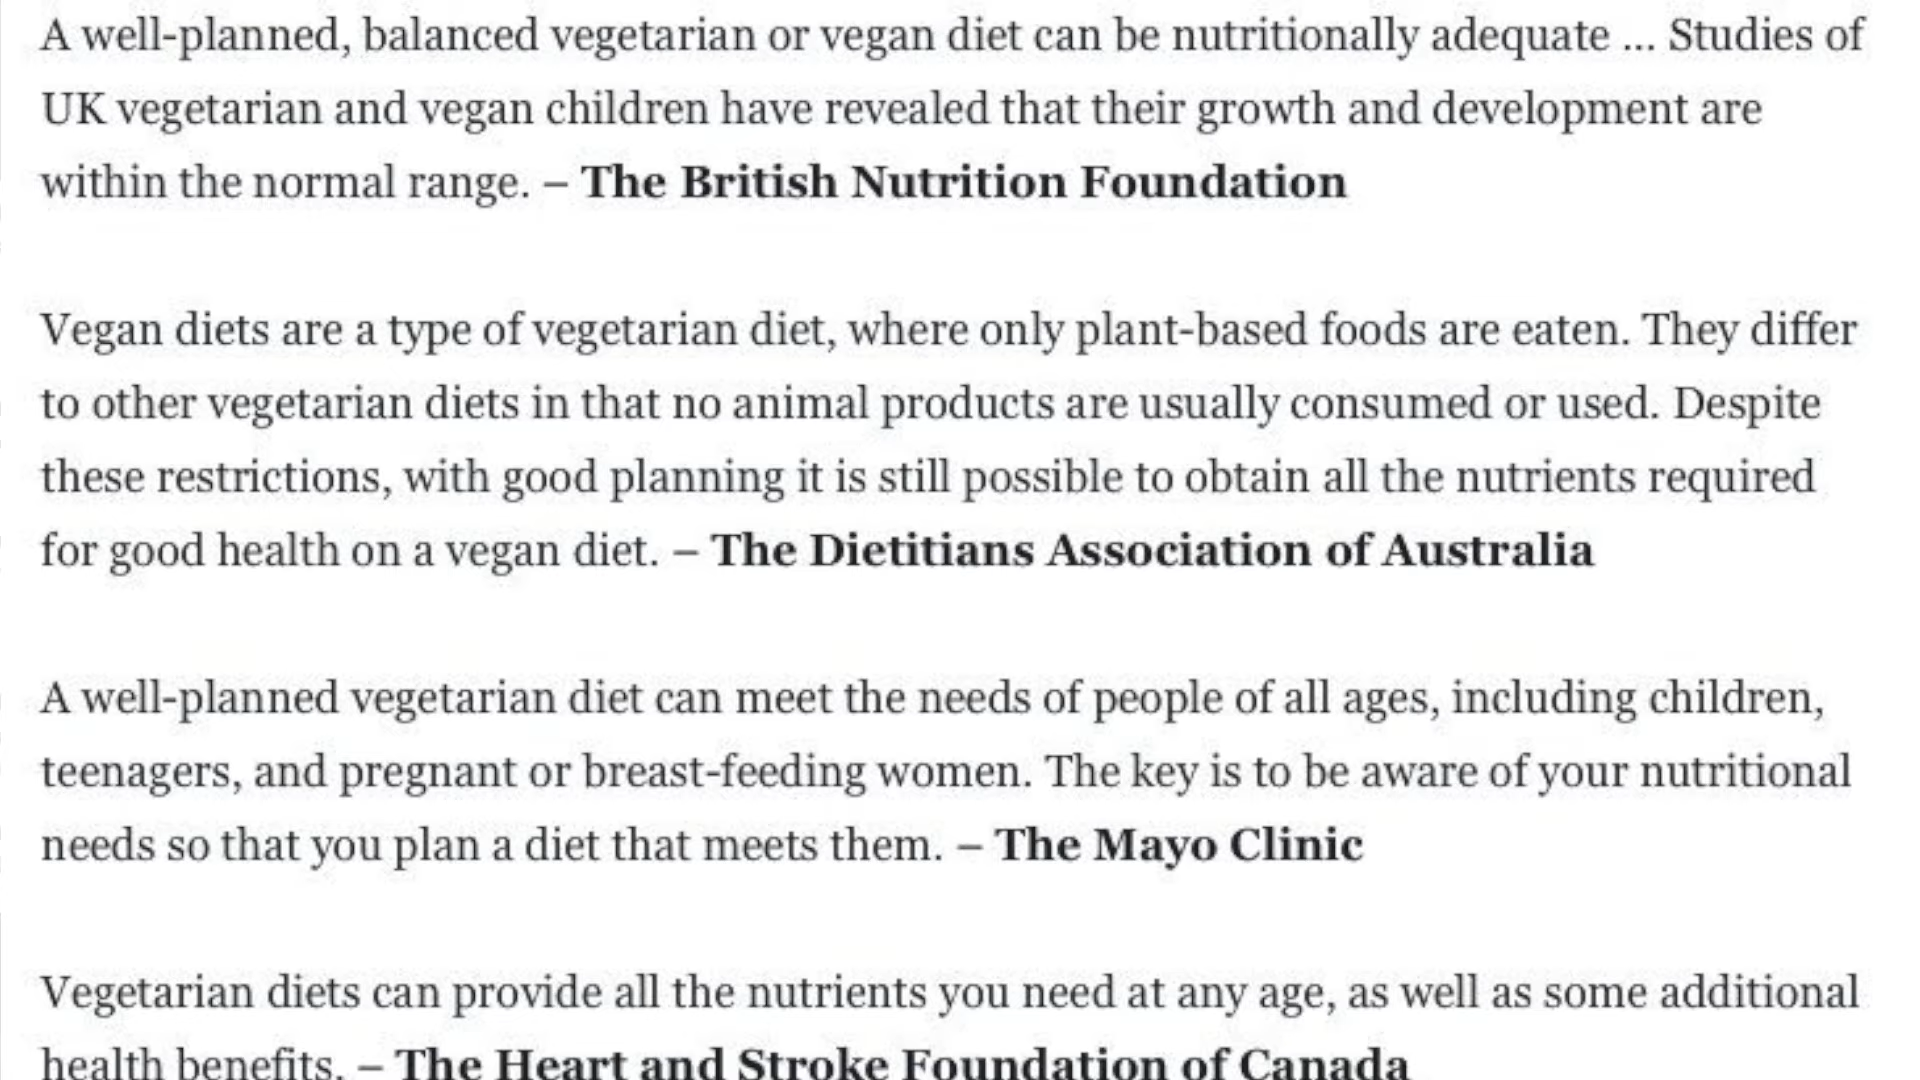 A well-planned, balanced vegetarian or vegan diet can be nutritionally adequate ... Studies of
UK vegetarian and vegan children have revealed that their growth and development are
within the normal range. – The British Nutrition Foundation
Vegan diets are a type of vegetarian diet, where only plant-based foods are eaten. They differ
to other vegetarian diets in that no animal products are usually consumed or used. Despite
these restrictions, with good planning it is still possible to obtain all the nutrients required
for good health on a vegan diet. – The Dietitians Association of Australia
A well-planned vegetarian diet can meet the needs of people of all ages, including children,
teenagers, and pregnant or breast-feeding women. The key is to be aware of your nutritional
needs so that you plan a diet that meets them. – The Mayo Clinic
Vegetarian diets can provide all the nutrients you need at any age, as well as some additional
health benefits. – The Heart and Stroke Foundation of Canada